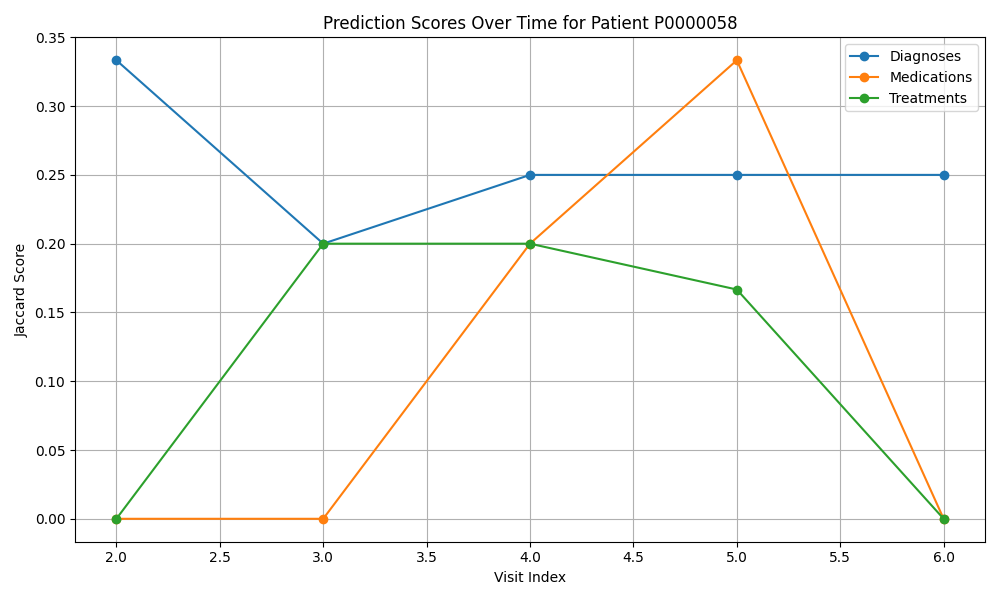 Prediction Scores Over Time for Patient P0000058
Diagnoses
Medications
Treatments
Jaccard Score
0.35
0.30
0.25
0.20
0.15
0.10
0.05
0.00
2.0 2.5 3.0 3.5 4.0 4.5 5.0 5.5 6.0
Visit Index